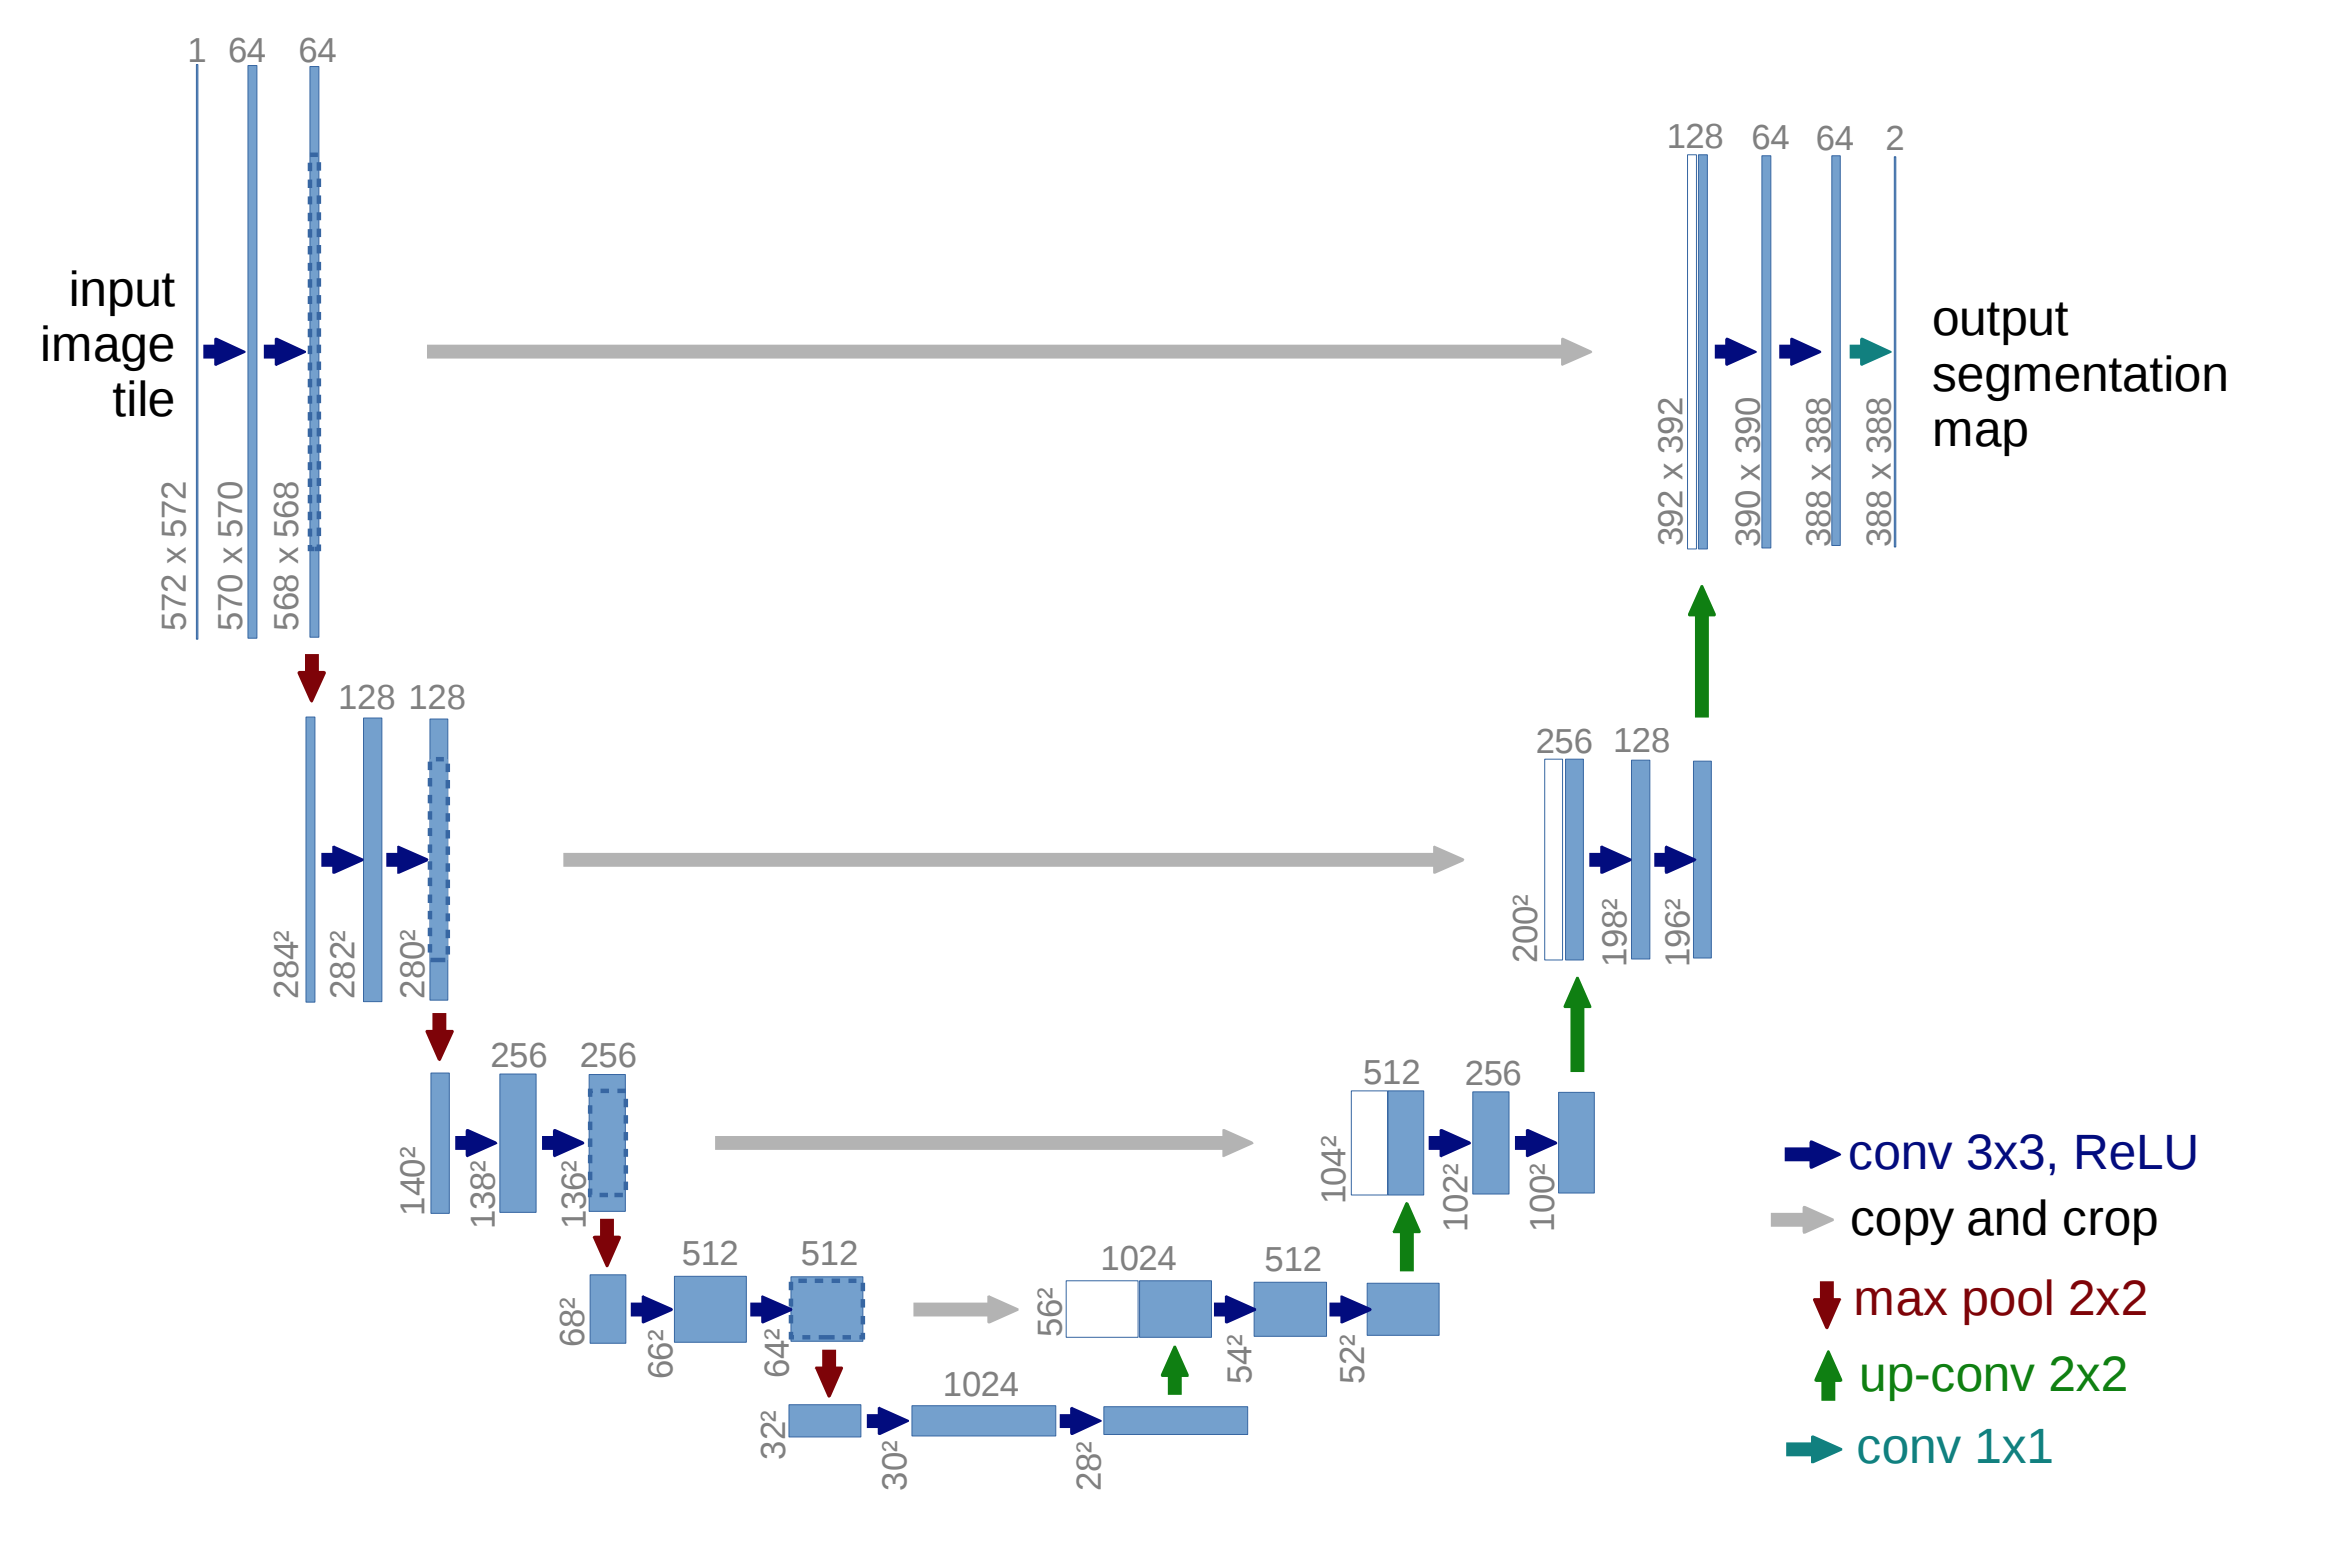 1 64 64
input
image
tile
572 x 572
570 x 570
568 x 568
128 64 64 2
392 x 392
390 x 390
388 x 388
388 x 388
output
segmentation
map
128 128
284²
282²
280²
256 128
200²
198²
196²
256 256
140²
138²
136²
512 256
104²
102²
100²
512 512
68²
66²
64²
1024 512
56²
54²
52²
1024
32²
30²
28²
conv 3x3, ReLU
copy and crop
max pool 2x2
up-conv 2x2
conv 1x1